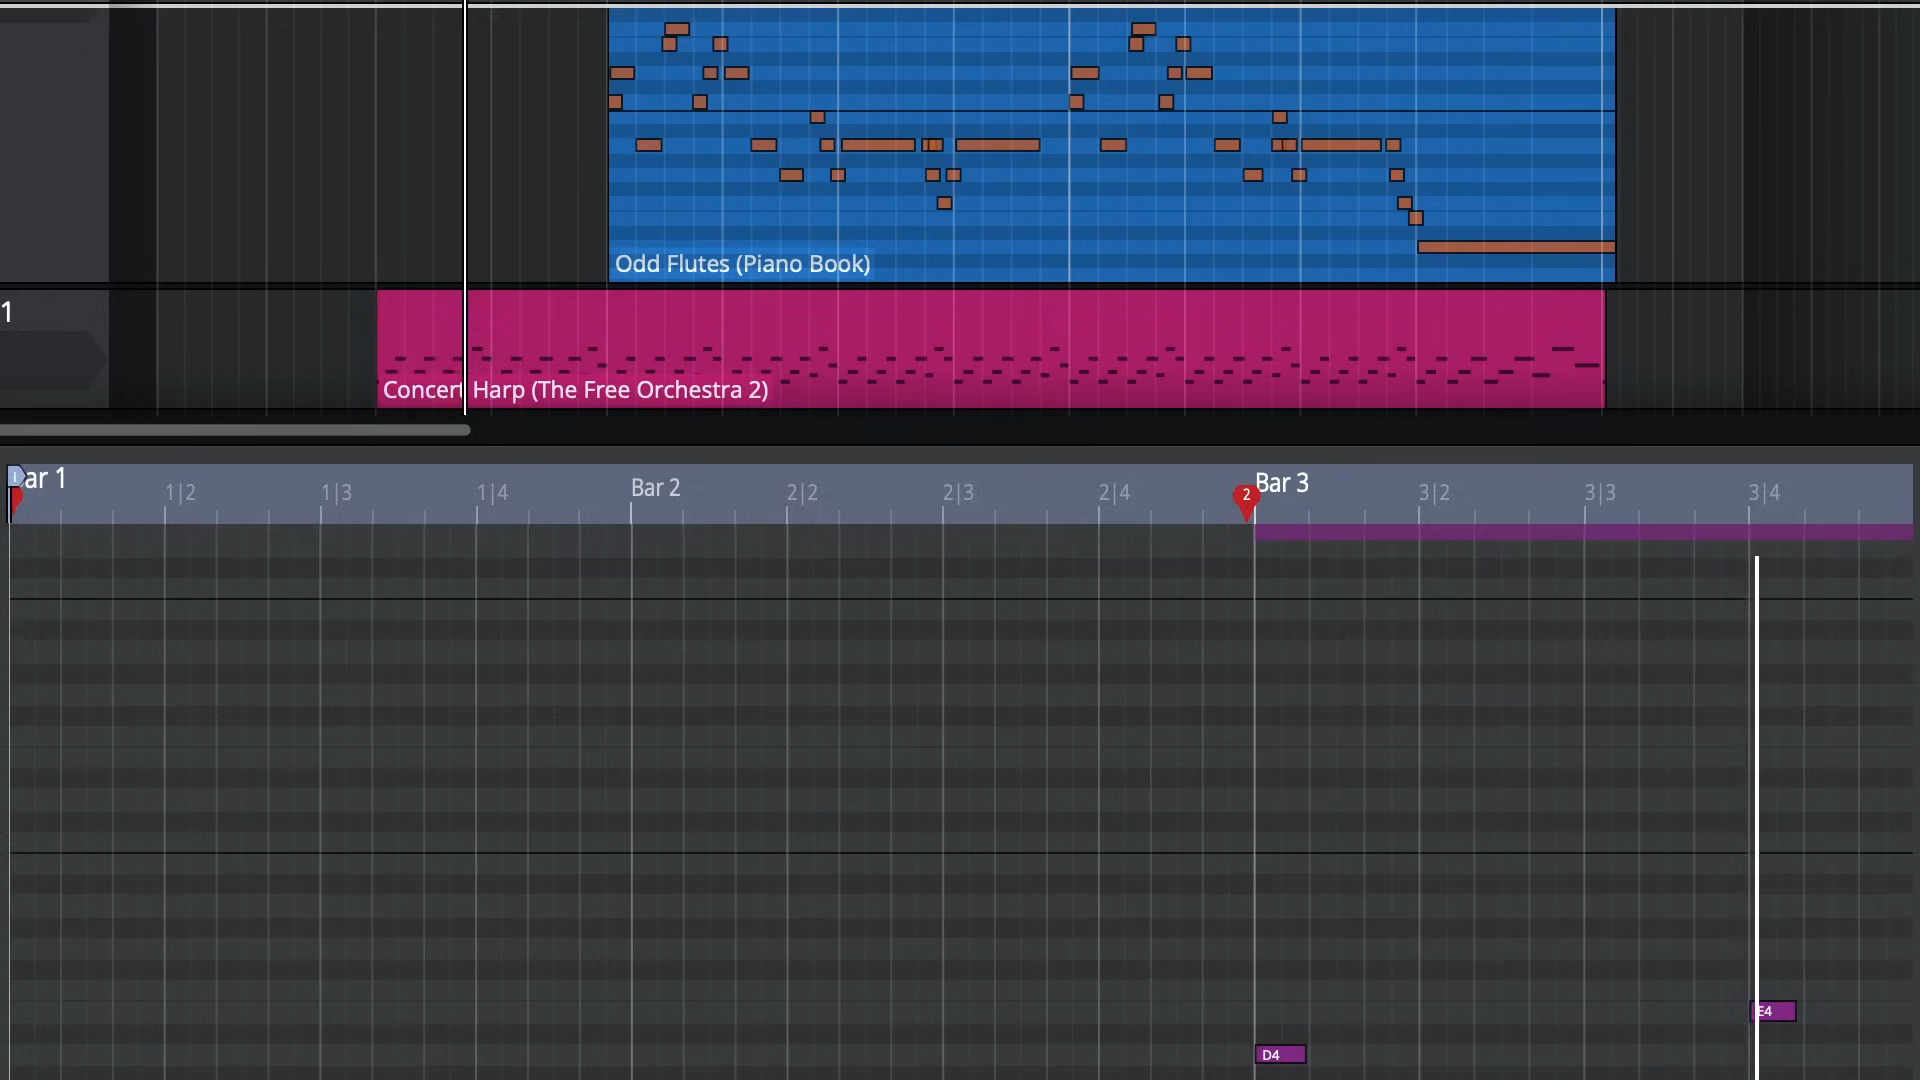 Odd Flutes (Piano Book)
1
Concert Harp (The Free Orchestra 2)
ar 1
1|2
1|3
1|4
Bar 2
2|2
2|3
2|4
2
Bar 3
3|2
3|3
3|4
E4
D4